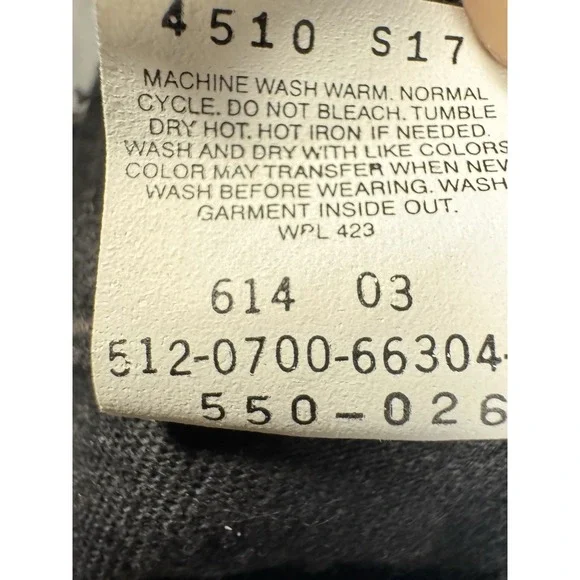 4510 S17
MACHINE WASH WARM. NORMAL
CYCLE. DO NOT BLEACH. TUMBLE
DRY HOT. HOT IRON IF NEEDED.
WASH AND DRY WITH LIKE COLORS
COLOR MAY TRANSFER WHEN NEW
WASH BEFORE WEARING. WASH
GARMENT INSIDE OUT.
WPL 423
614 03
512-0700-66304-
550-026